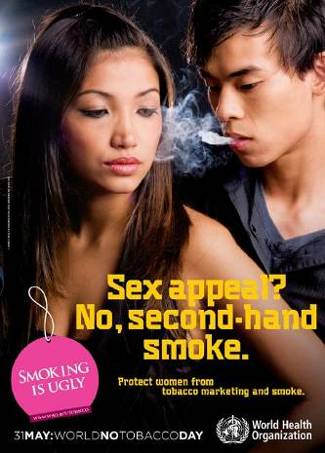 Sex appeal?
No, second-hand
smoke.
Protect women from
tobacco marketing and smoke.
SMOKING
IS UGLY
31MAY:WORLDNOTOBACCODAY
World Health
Organization